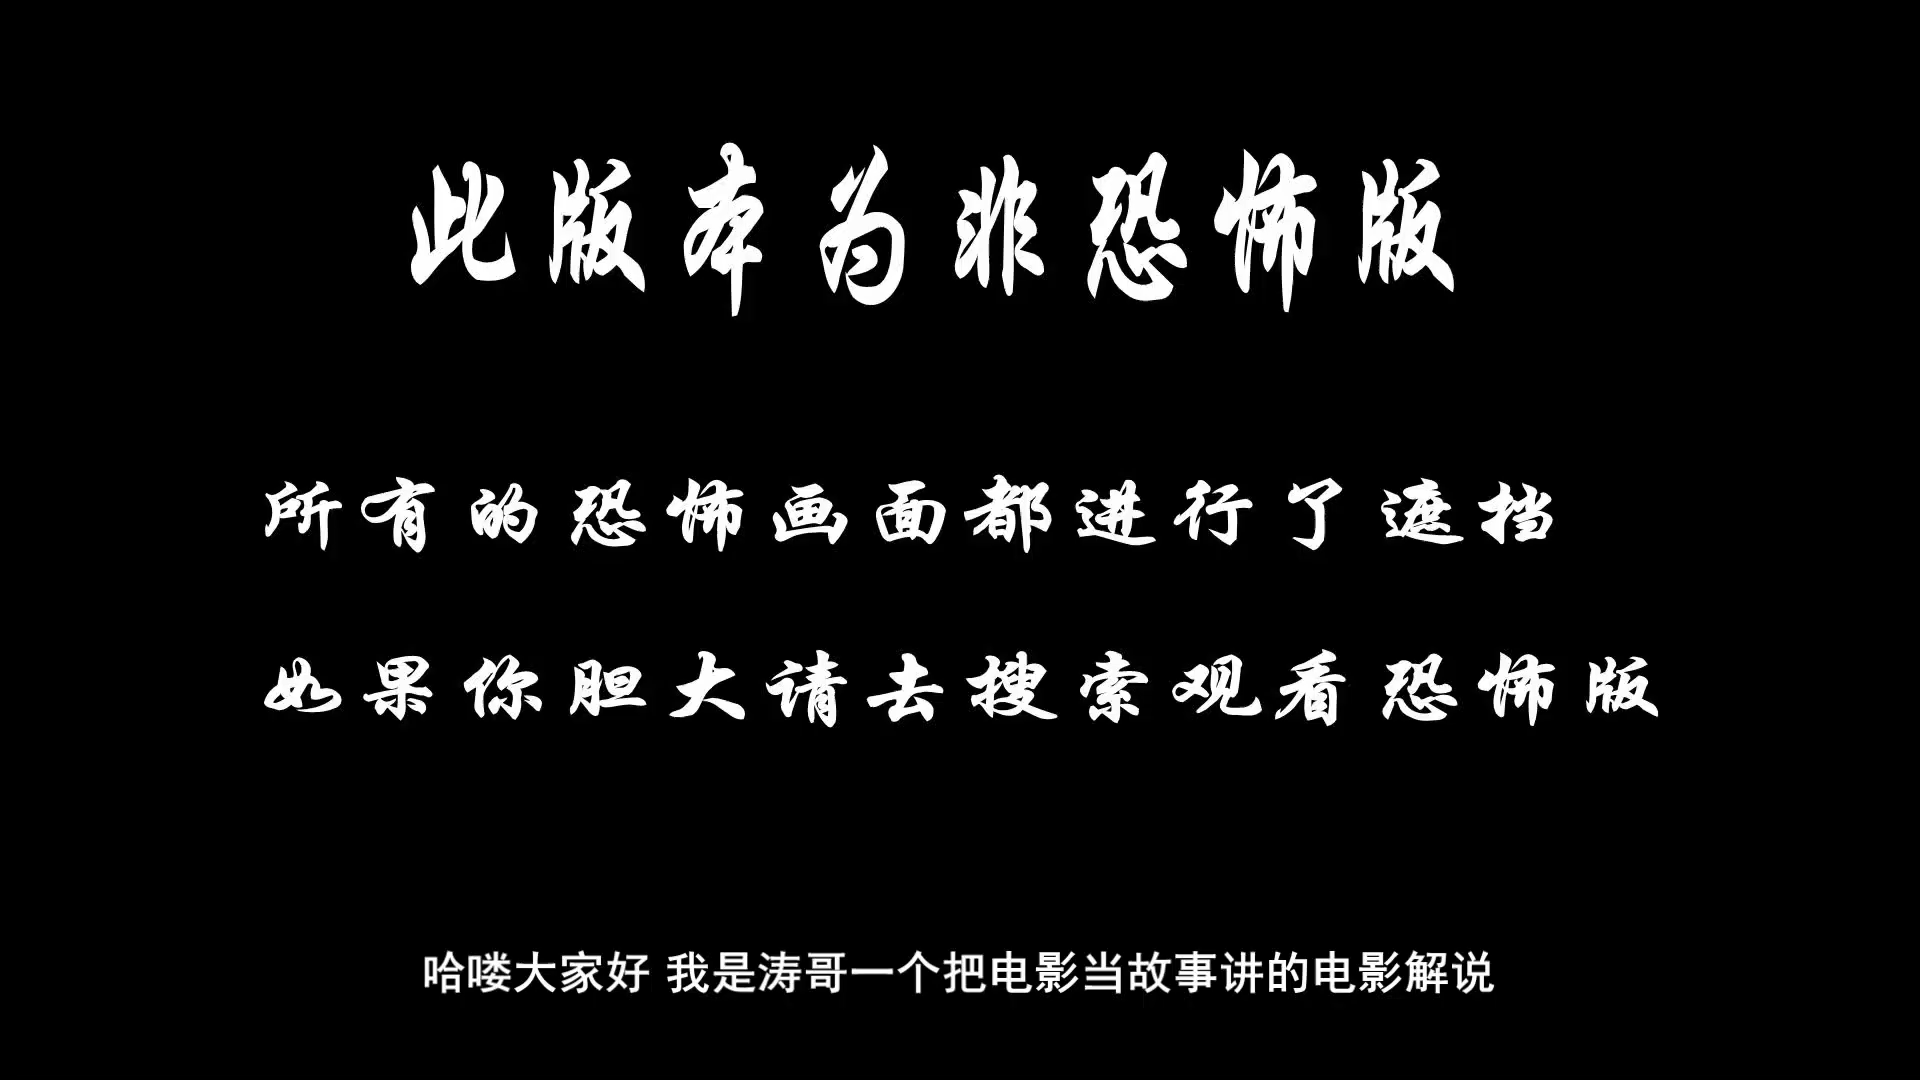 此版本为非恐怖版
所有的恐怖画面都进行了遮挡
如果你胆大请去搜索观看恐怖版
哈喽大家好 我是涛哥一个把电影当故事讲的电影解说